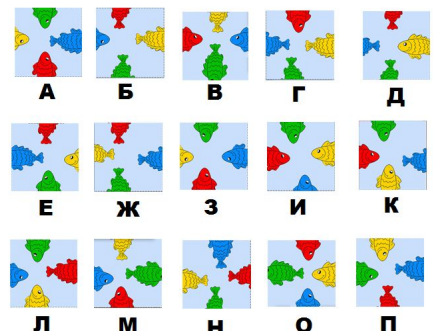 А Б В Г Д
Е Ж З И К
Л М Н О П